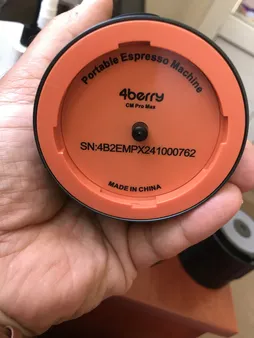 Portable Espresso Machine
4berry
CM Pro Max
SN:4B2EMPX241000762
MADE IN CHINA